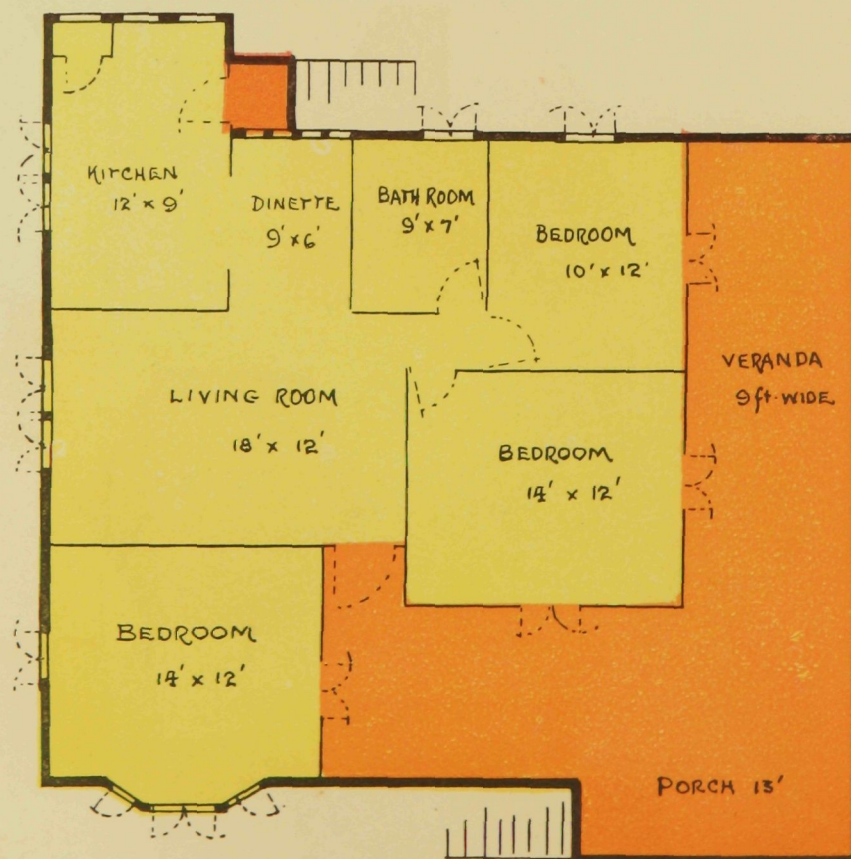 KITCHEN
12' x 9'
DINETTE
9' x 6'
BATH ROOM
9' x 7'
BEDROOM
10' x 12'
VERANDA
9 ft. WIDE
LIVING ROOM
18' x 12'
BEDROOM
14' x 12'
BEDROOM
14' x 12'
PORCH 13'